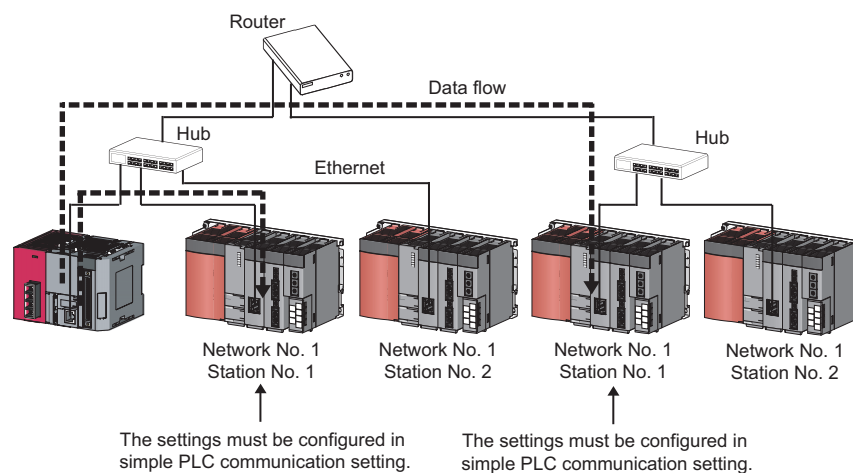 Router
Data flow
Hub
Hub
Ethernet
Network No. 1
Station No. 1
Network No. 1
Station No. 2
Network No. 1
Station No. 1
Network No. 1
Station No. 2
The settings must be configured in
simple PLC communication setting.
The settings must be configured in
simple PLC communication setting.